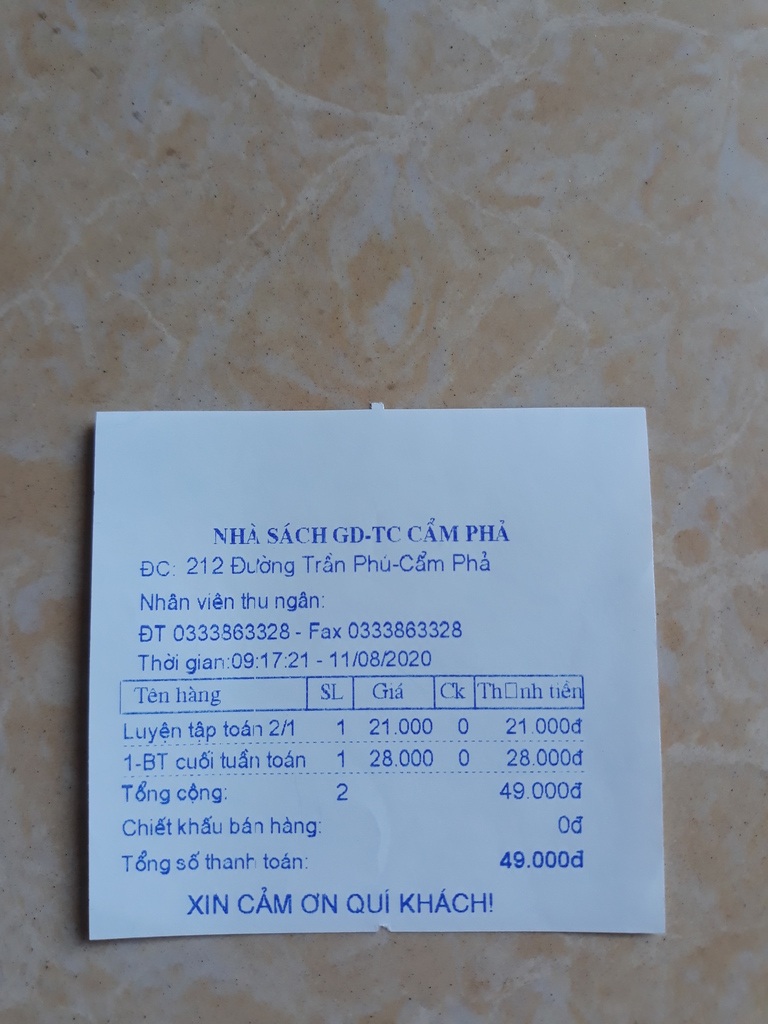 NHÀ SÁCH GD-TC CẨM PHẢ
ĐC: 212 Đường Trần Phú-Cẩm Phả
Nhân viên thu ngân:
ĐT 0333863328 - Fax 0333863328
Thời gian:09:17:21 - 11/08/2020
Tên hàng SL Giá Ck Th□nh tiền
Luyện tập toán 2/1 1 21.000 0 21.000đ
1-BT cuối tuần toán 1 28.000 0 28.000đ
Tổng cộng: 2 49.000đ
Chiết khấu bán hàng: 0đ
Tổng số thanh toán: 49.000đ
XIN CẢM ƠN QUÍ KHÁCH!